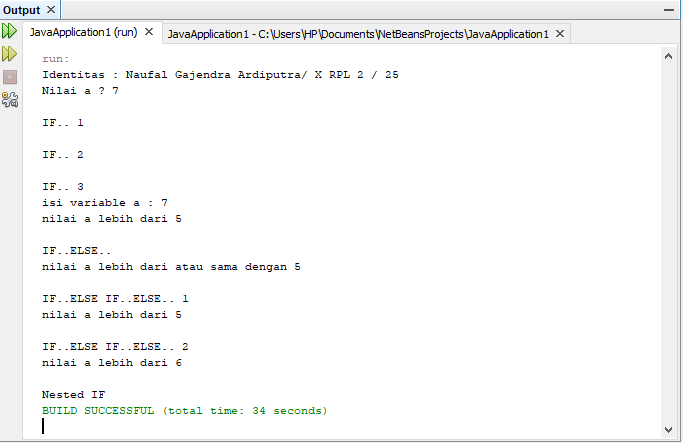 Output
JavaApplication1 (run)
JavaApplication1 - C:\Users\HP\Documents\NetBeansProjects\JavaApplication1
run:
Identitas : Naufal Gajendra Ardiputra/ X RPL 2 / 25
Nilai a ? 7
IF.. 1
IF.. 2
IF.. 3
isi variable a : 7
nilai a lebih dari 5
IF..ELSE..
nilai a lebih dari atau sama dengan 5
IF..ELSE IF..ELSE.. 1
nilai a lebih dari 5
IF..ELSE IF..ELSE.. 2
nilai a lebih dari 6
Nested IF
BUILD SUCCESSFUL (total time: 34 seconds)